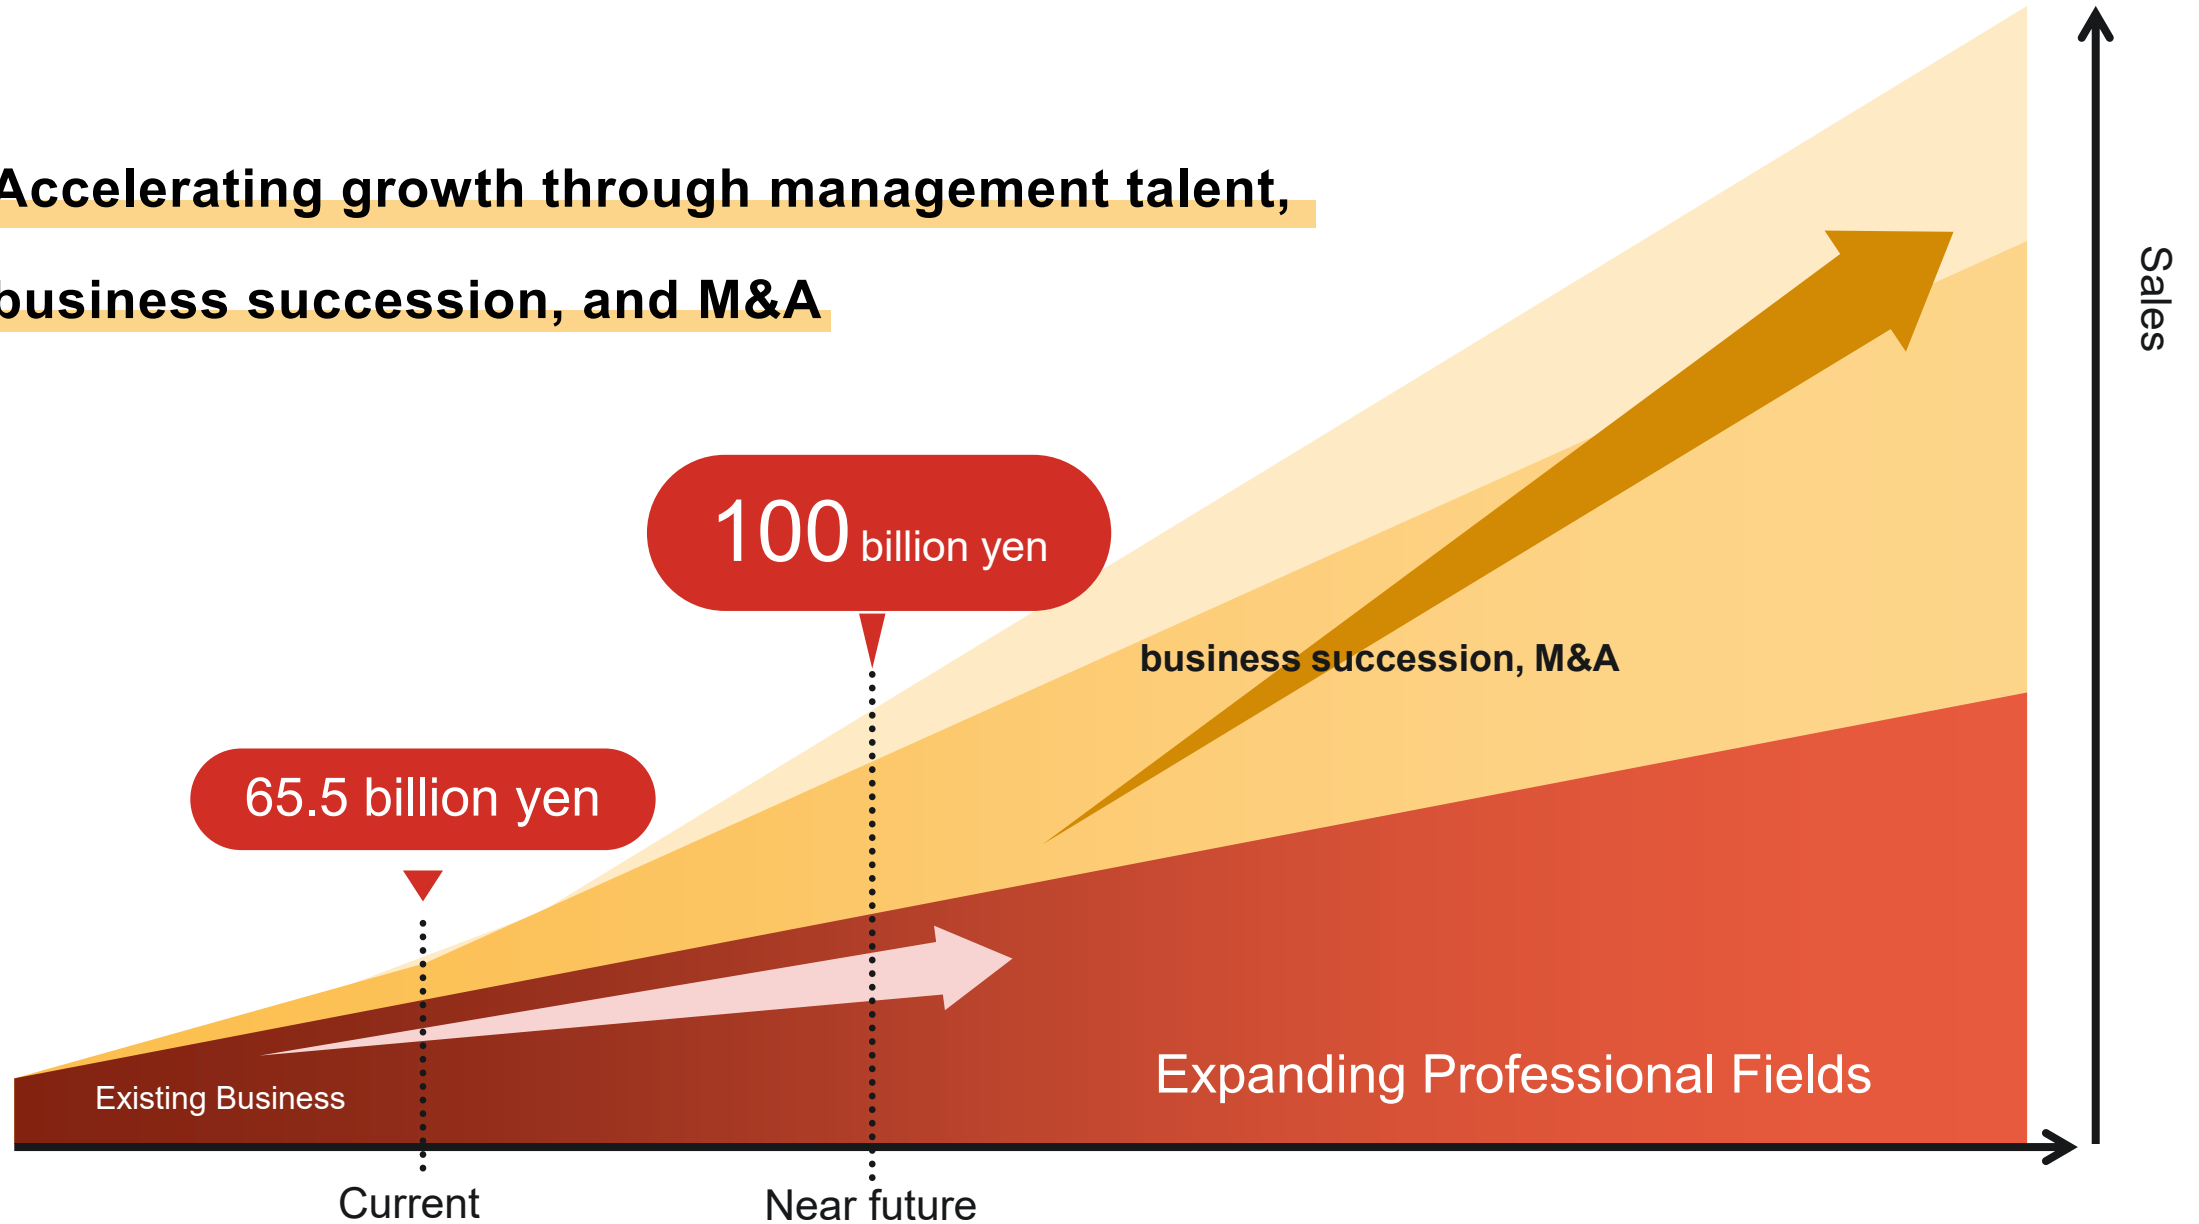 Accelerating growth through management talent,
business succession, and M&A
Sales
100 billion yen
business succession, M&A
65.5 billion yen
Expanding Professional Fields
Existing Business
Current
Near future